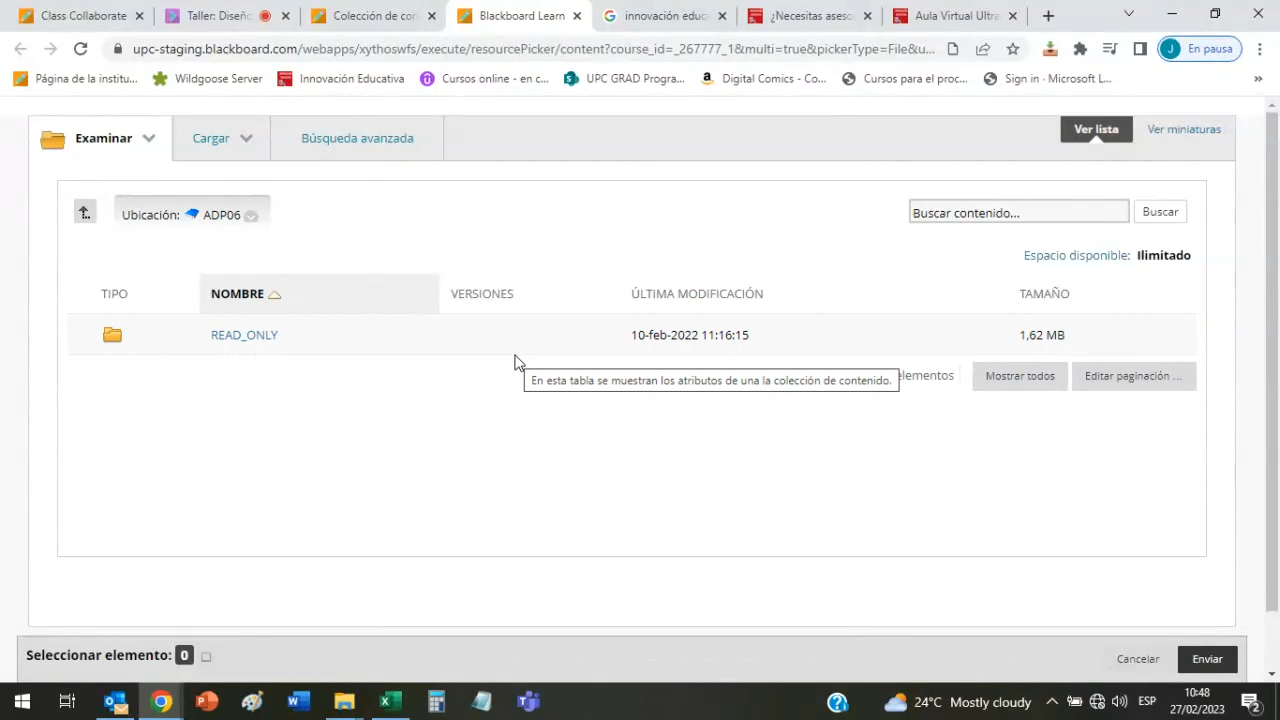 Class Collaborate
Taller: Diseñ
Colección de con
Blackboard Learn
innovación educ
¿Necesitas aseso
Aula Virtual Ultra
upc-staging.blackboard.com/webapps/xythoswfs/execute/resourcePicker/content?course_id=_267777_1&multi=true&pickerType=File&u...
J En pausa
Página de la institu...
Wildgoose Server
Innovación Educativa
Cursos online - en c...
UPC GRAD Progra...
Digital Comics - Co...
Cursos para el proc...
Sign in · Microsoft L...
»
Examinar
Cargar
Búsqueda avanzada
Ver lista
Ver miniaturas
Ubicación: ADP06
Buscar contenido...
Buscar
Espacio disponible: Ilimitado
TIPO
NOMBRE
VERSIONES
ÚLTIMA MODIFICACIÓN
TAMAÑO
READ_ONLY
10-feb-2022 11:16:15
1,62 MB
En esta tabla se muestran los atributos de una la colección de contenido.
elementos
Mostrar todos
Editar paginación ...
Seleccionar elemento: 0
Cancelar
Enviar
24°C Mostly cloudy
ESP
10:48
27/02/2023
2